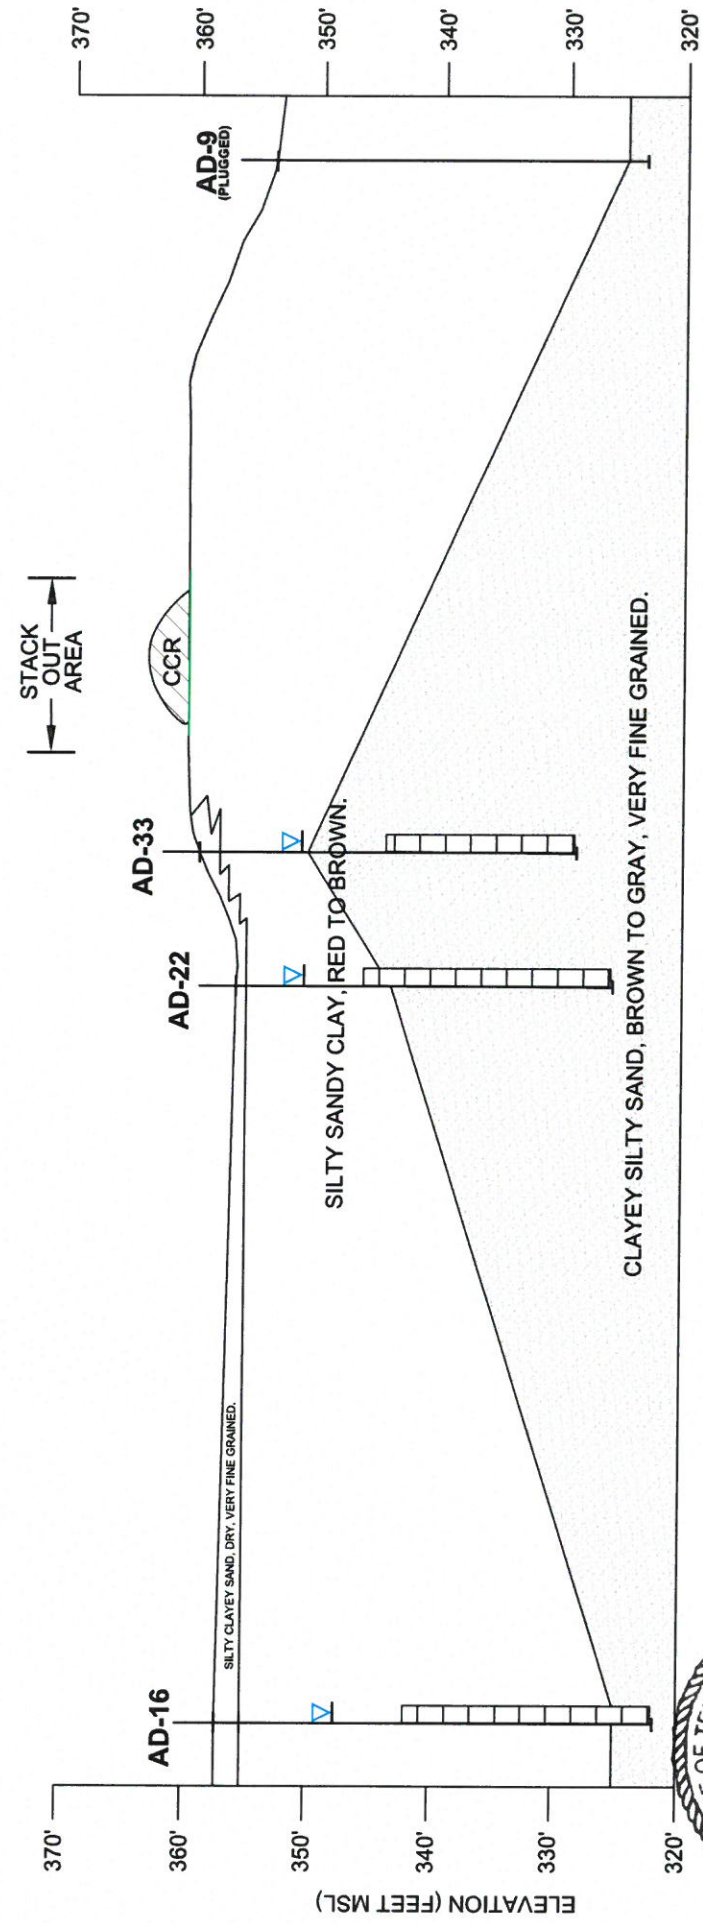 STACK
OUT
AREA
AD-16
AD-22
AD-33
AD-9
(PLUGGED)
CCR
370'
360'
350'
340'
330'
320'
ELEVATION (FEET MSL)
370'
360'
350'
340'
330'
320'
SILTY CLAYEY SAND, DRY, VERY FINE GRAINED.
SILTY SANDY CLAY, RED TO BROWN.
CLAYEY SILTY SAND, BROWN TO GRAY, VERY FINE GRAINED.
OF